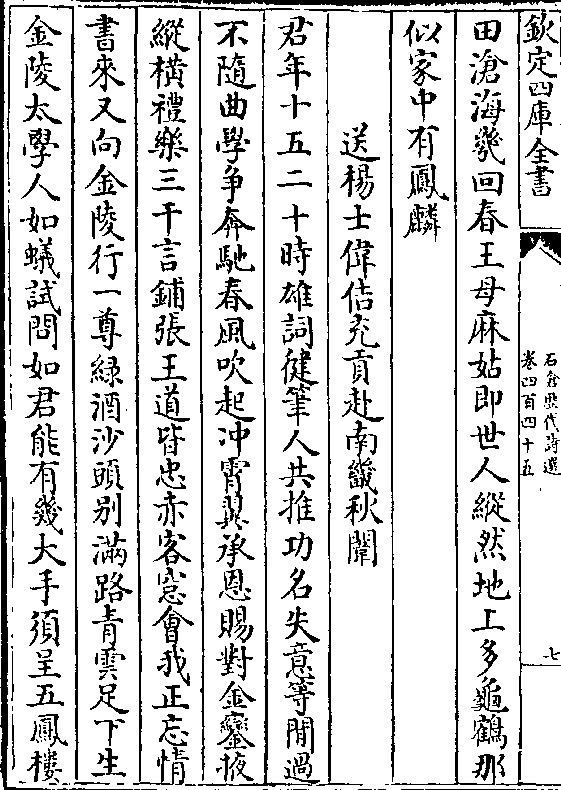 欽定四庫全書
石倉歷代詩選
卷四百四十五
七
田滄海幾回春王母麻姑即世人縱然地上多龜鶴那
似家中有鳳麟
送楊士偉佶充貢赴南畿秋闈
君年十五二十時雄詞健筆人共推功名失意等閒過
不隨曲學爭奔馳春風吹起冲霄翼承恩賜對金鑾掖
縱橫禮樂三千言鋪張王道皆忠赤客窓會我正忘情
書來又向金陵行一尊綠酒沙頭别滿路青雲足下生
金陵太學人如蟻試問如君能有幾大手須呈五鳳樓